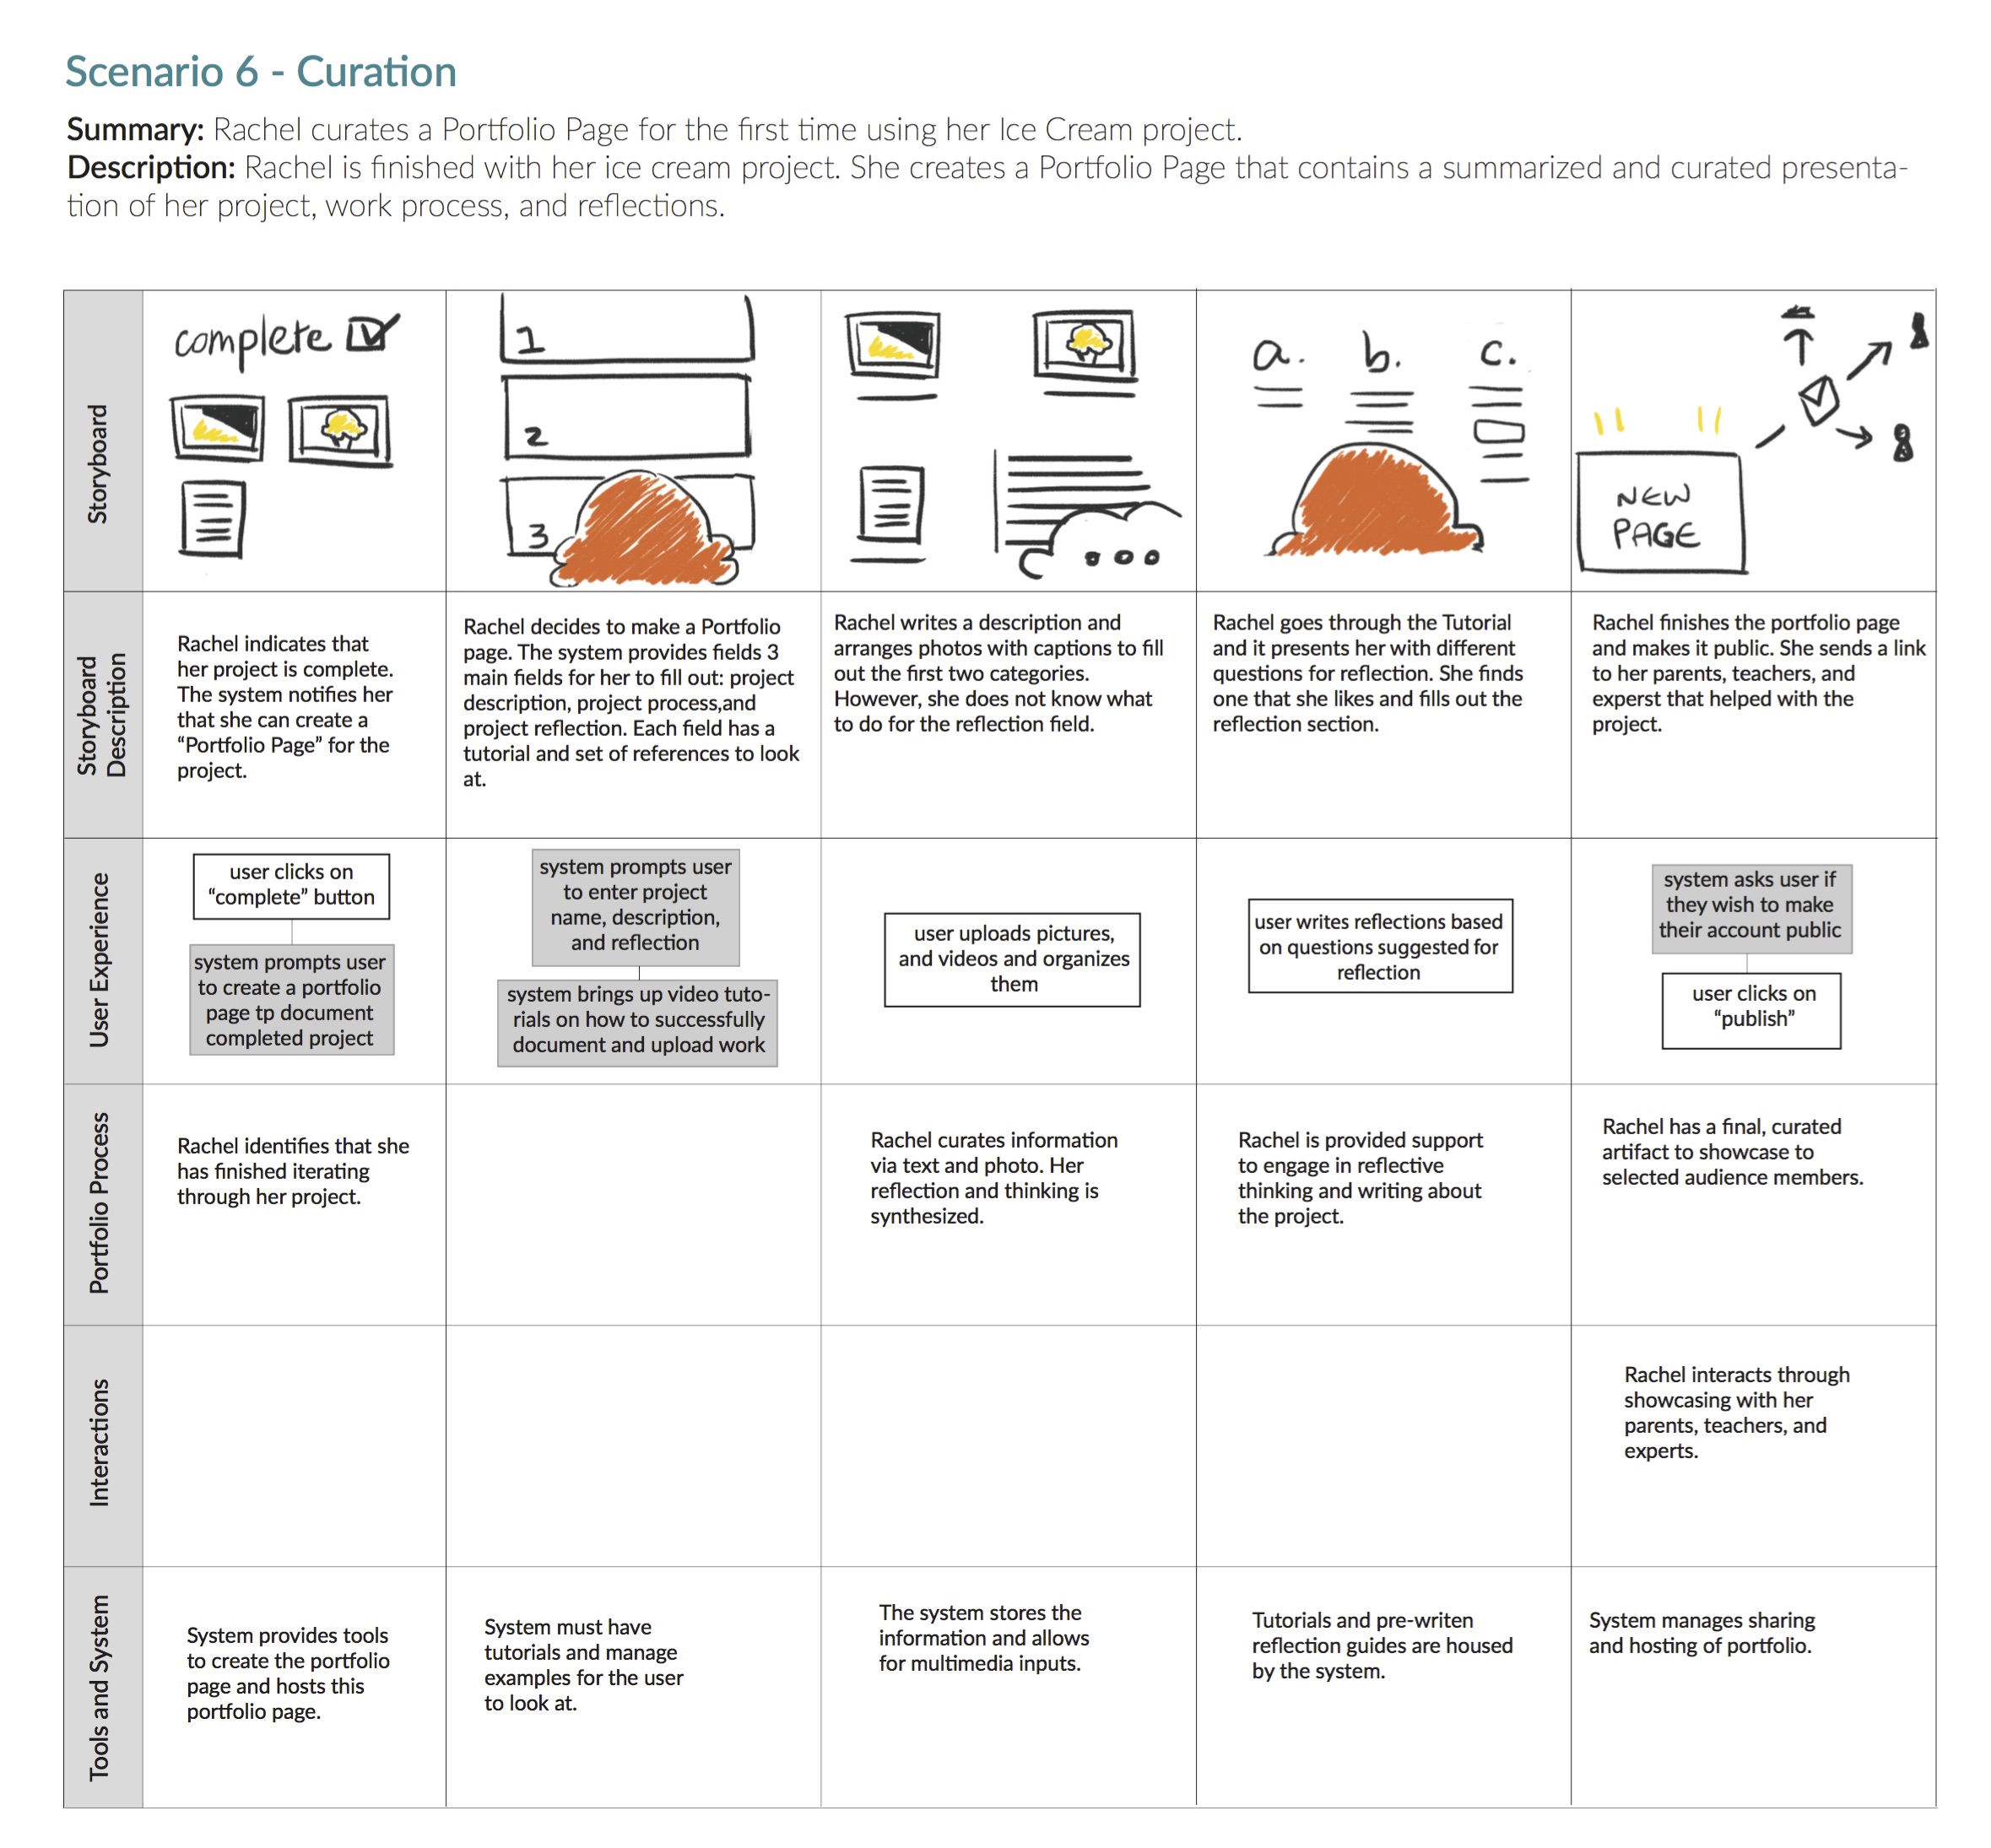 Scenario 6 - Curation
Summary: Rachel curates a Portfolio Page for the first time using her Ice Cream project.
Description: Rachel is finished with her ice cream project. She creates a Portfolio Page that contains a summarized and curated presenta-
tion of her project, work process, and reflections.
Storyboard
complete
1
2
3
a. b. c.
NEW
PAGE
Storyboard
Description
Rachel indicates that
her project is complete.
The system notifies her
that she can create a
“Portfolio Page” for the
project.
Rachel decides to make a Portfolio
page. The system provides fields 3
main fields for her to fill out: project
description, project process,and
project reflection. Each field has a
tutorial and set of references to look
at.
Rachel writes a description and
arranges photos with captions to fill
out the first two categories.
However, she does not know what
to do for the reflection field.
Rachel goes through the Tutorial
and it presents her with different
questions for reflection. She finds
one that she likes and fills out the
reflection section.
Rachel finishes the portfolio page
and makes it public. She sends a link
to her parents, teachers, and
experst that helped with the
project.
User Experience
user clicks on
“complete” button
system prompts user
to create a portfolio
page tp document
completed project
system prompts user
to enter project
name, description,
and reflection
system brings up video tuto-
rials on how to successfully
document and upload work
user uploads pictures,
and videos and organizes
them
user writes reflections based
on questions suggested for
reflection
system asks user if
they wish to make
their account public
user clicks on
“publish”
Portfolio Process
Rachel identifies that she
has finished iterating
through her project.
Rachel curates information
via text and photo. Her
reflection and thinking is
synthesized.
Rachel is provided support
to engage in reflective
thinking and writing about
the project.
Rachel has a final, curated
artifact to showcase to
selected audience members.
Interactions
Rachel interacts through
showcasing with her
parents, teachers, and
experts.
Tools and System
System provides tools
to create the portfolio
page and hosts this
portfolio page.
System must have
tutorials and manage
examples for the user
to look at.
The system stores the
information and allows
for multimedia inputs.
Tutorials and pre-writen
reflection guides are housed
by the system.
System manages sharing
and hosting of portfolio.